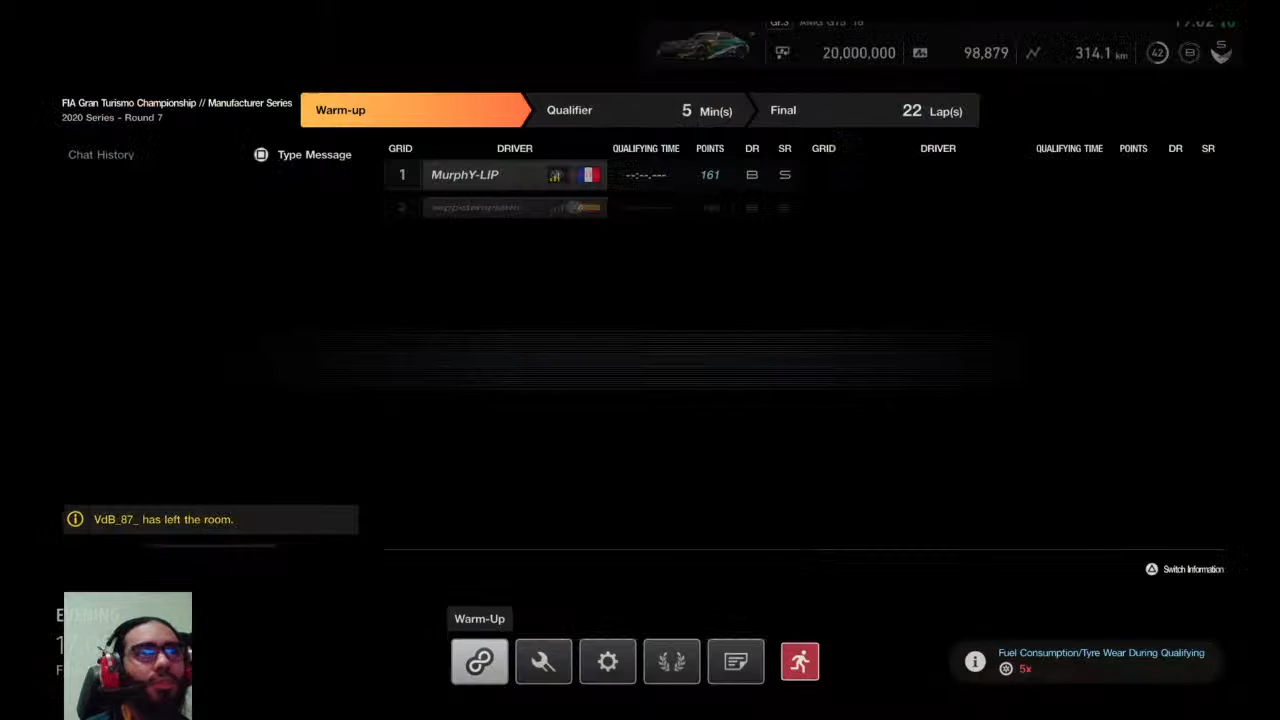 20,000,000
98,879
314.1 km
42
B
S
FIA Gran Turismo Championship // Manufacturer Series
2020 Series - Round 7
Warm-up
Qualifier 5 Min(s)
Final 22 Lap(s)
Chat History
Type Message
GRID DRIVER QUALIFYING TIME POINTS DR SR GRID DRIVER QUALIFYING TIME POINTS DR SR
1 MurphY-LIP --:--.--- 161 B S
2
VdB_87_ has left the room.
Switch Information
Warm-Up
Fuel Consumption/Tyre Wear During Qualifying
5x